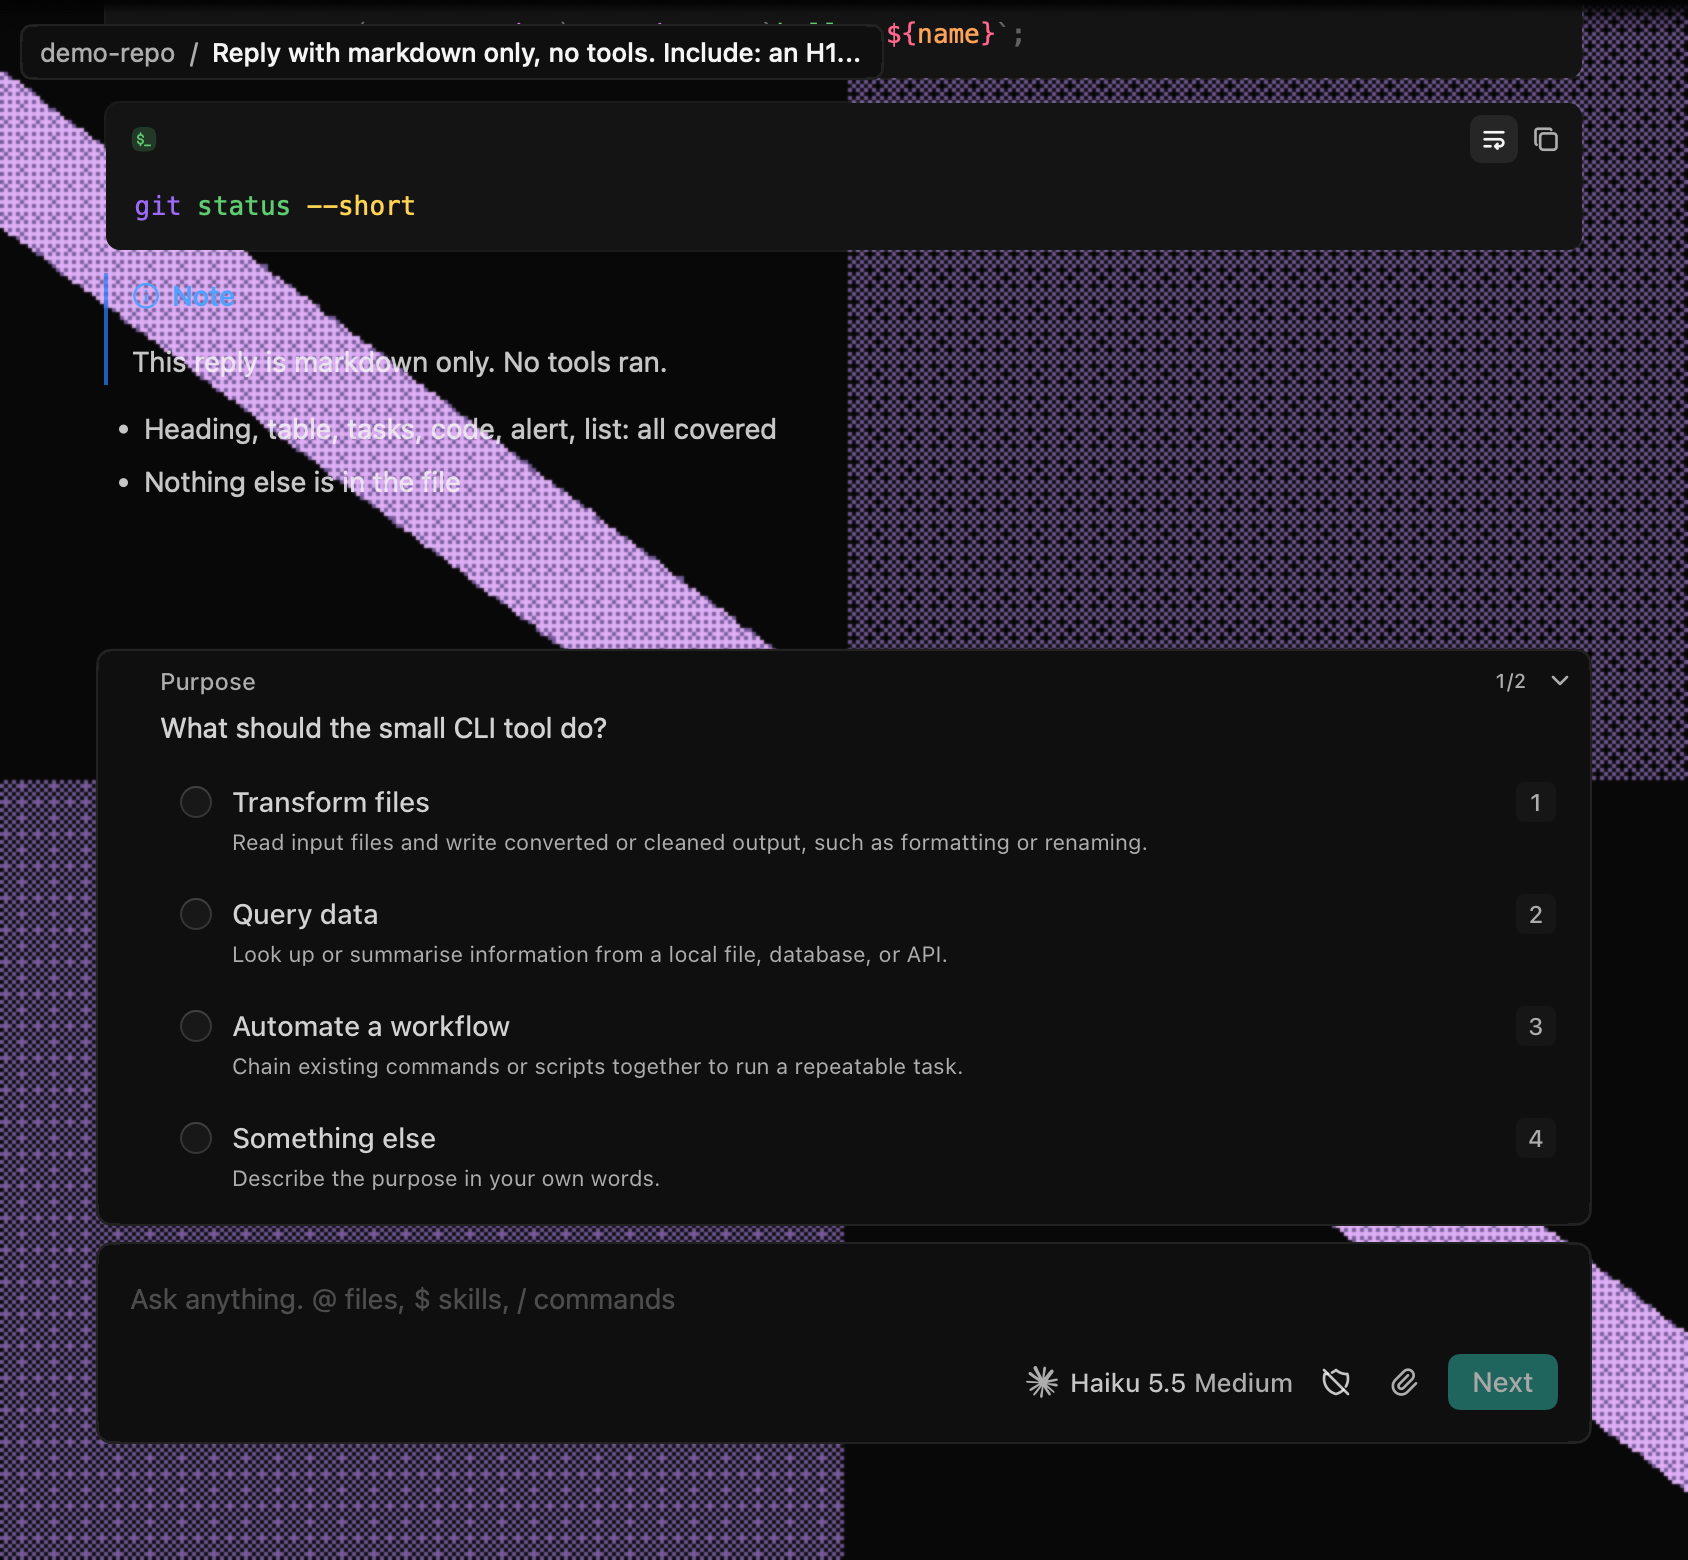 ${name}`;
demo-repo / Reply with markdown only, no tools. Include: an H1...
$_
git status --short
Note
This reply is markdown only. No tools ran.
• Heading, table, tasks, code, alert, list: all covered
• Nothing else is in the file
Purpose
1/2
What should the small CLI tool do?
Transform files
1
Read input files and write converted or cleaned output, such as formatting or renaming.
Query data
2
Look up or summarise information from a local file, database, or API.
Automate a workflow
3
Chain existing commands or scripts together to run a repeatable task.
Something else
4
Describe the purpose in your own words.
Ask anything. @ files, $ skills, / commands
Haiku 5.5 Medium
Next